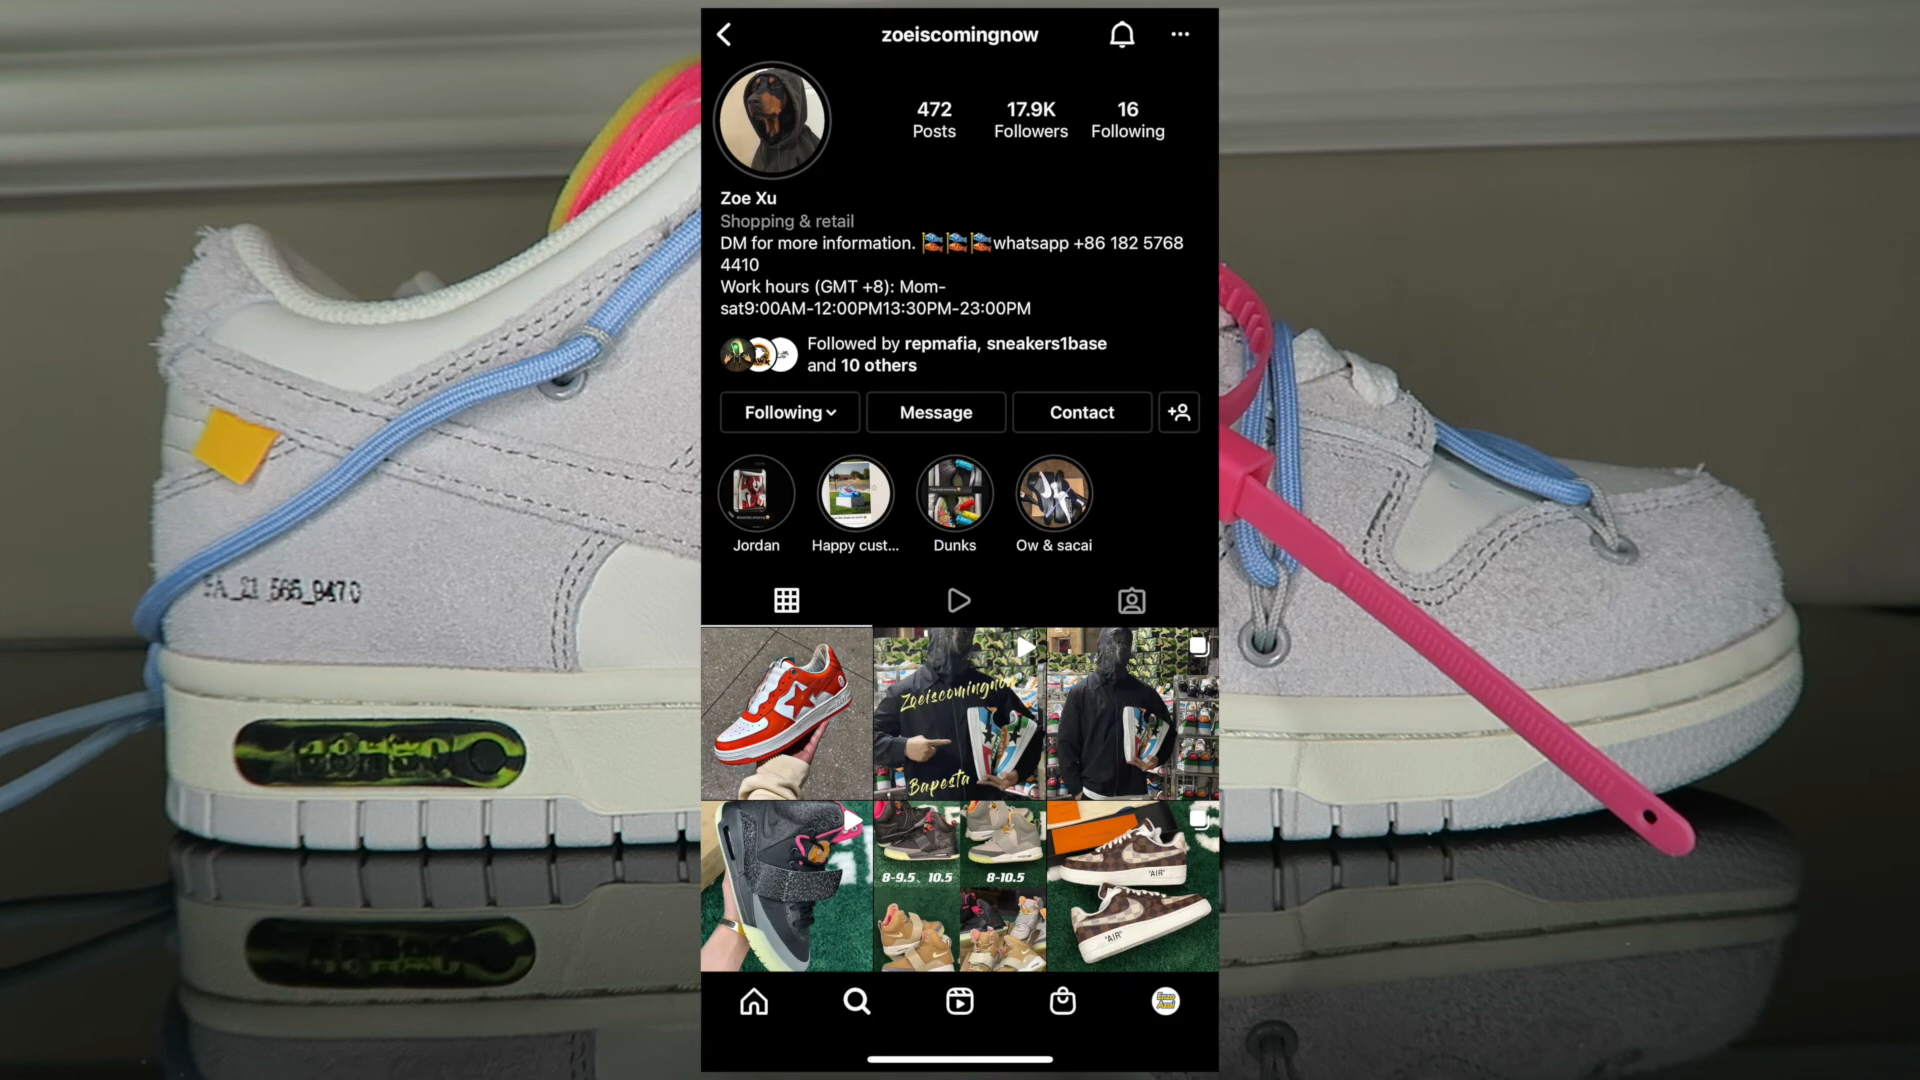 zoeiscomingnow
472
Posts
17.9K
Followers
16
Following
Zoe Xu
Shopping & retail
DM for more information. 🎏🎏🎏whatsapp +86 182 5768
4410
Work hours (GMT +8): Mom-
sat9:00AM-12:00PM13:30PM-23:00PM
Followed by repmafia, sneakers1base
and 10 others
Following
Message
Contact
Jordan
Happy cust...
Dunks
Ow & sacai
Zoeiscomingnow
Bapesta
8-9.5、10.5
8-10.5
"AIR"
"AIR"